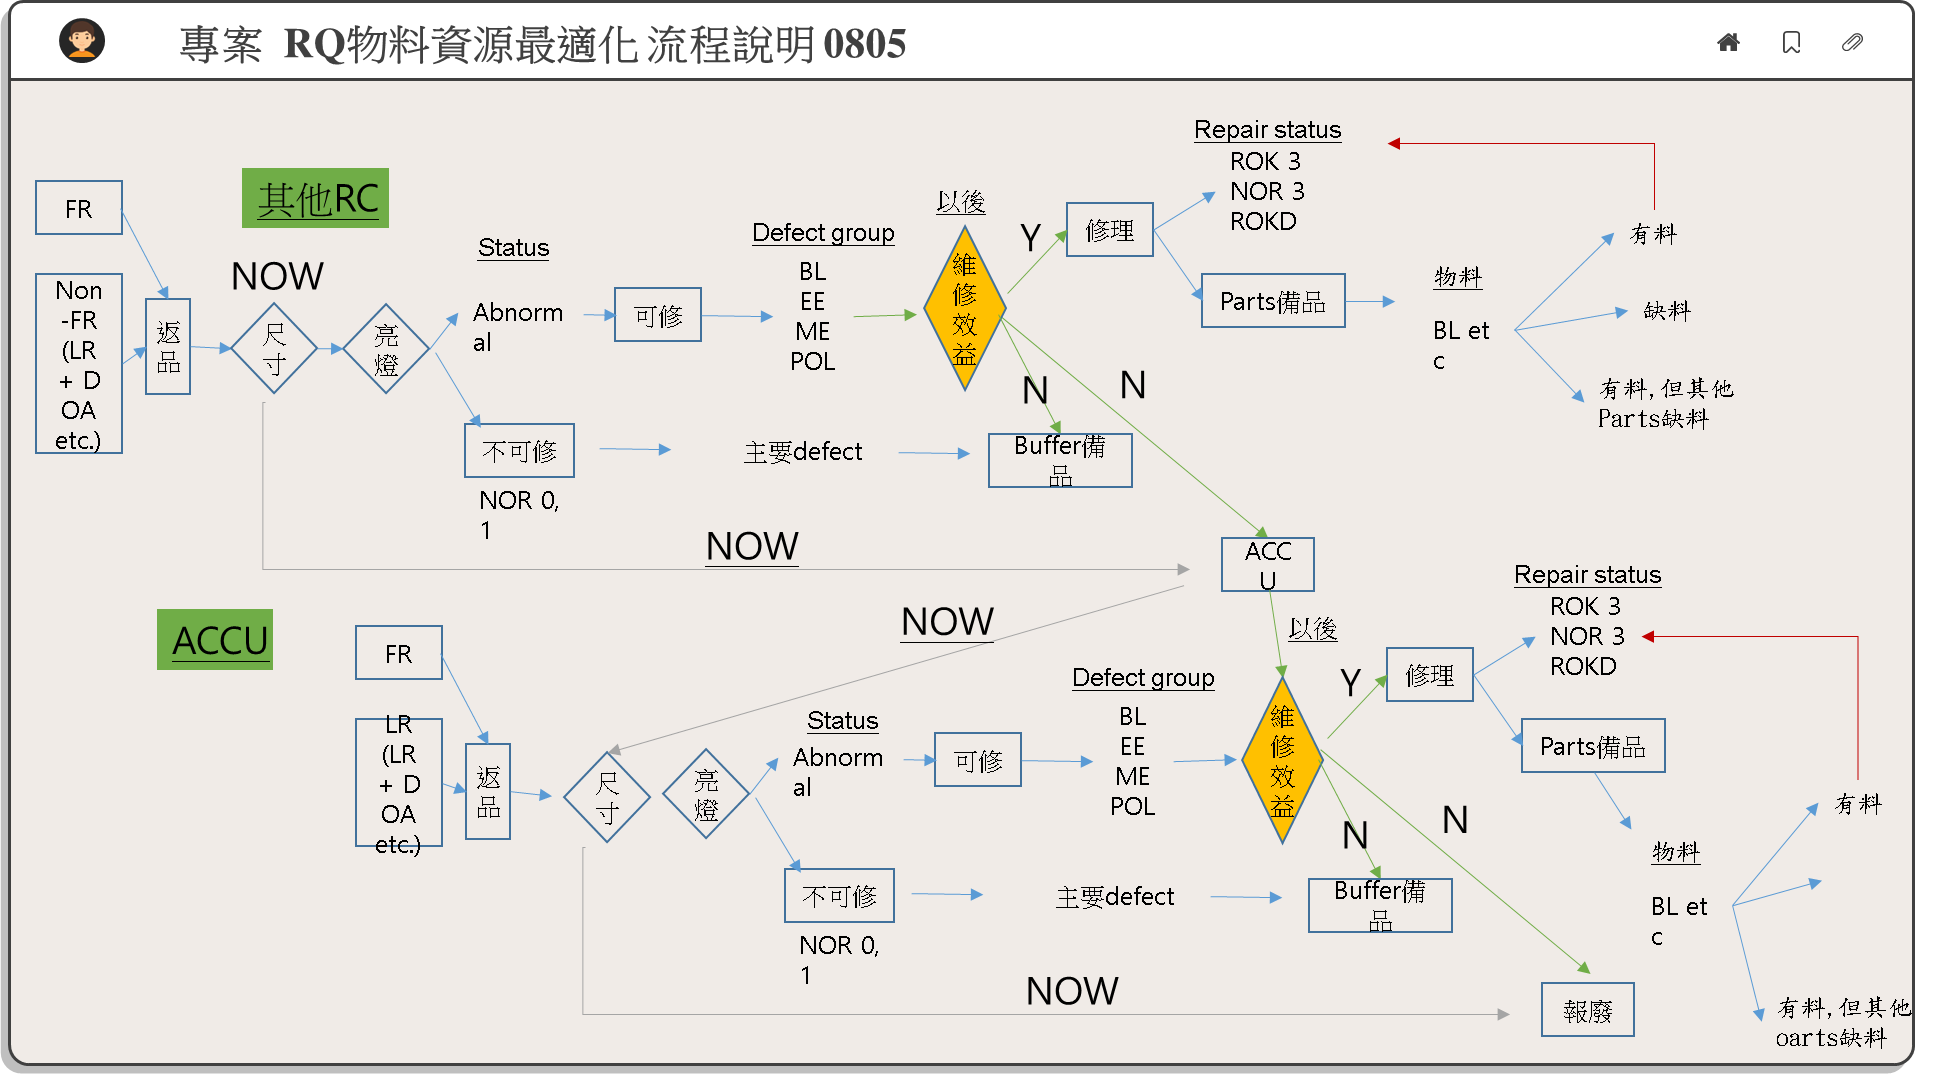 專案 RQ物料資源最適化 流程說明 0805
其他RC
FR
Non
-FR
(LR
+ D
OA
etc.)
返
品
NOW
尺
寸
亮
燈
Status
Abnorm
al
可修
不可修
NOR 0,
1
Defect group
BL
EE
ME
POL
主要defect
以後
維
修
效
益
Y
N
N
修理
Buffer備
品
Repair status
ROK 3
NOR 3
ROKD
Parts備品
物料
BL et
c
有料
缺料
有料,但其他
Parts缺料
NOW
ACC
U
NOW
以後
ACCU
FR
LR
(LR
+ D
OA
etc.)
返
品
尺
寸
亮
燈
Status
Abnorm
al
可修
不可修
NOR 0,
1
Defect group
BL
EE
ME
POL
主要defect
維
修
效
益
Y
N
N
修理
Buffer備
品
Repair status
ROK 3
NOR 3
ROKD
Parts備品
物料
BL et
c
有料
有料,但其他
oarts缺料
NOW
報廢